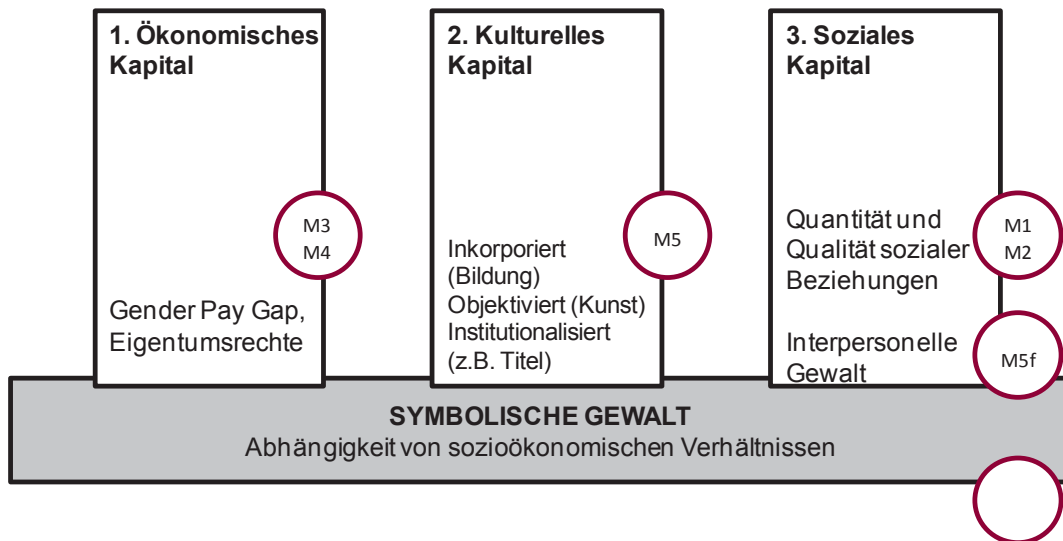 1. Ökonomisches
Kapital
Gender Pay Gap,
Eigentumsrechte
M3
M4
2. Kulturelles
Kapital
Inkorporiert
(Bildung)
Objektiviert (Kunst)
Institutionalisiert
(z.B. Titel)
M5
3. Soziales
Kapital
Quantität und
Qualität sozialer
Beziehungen
M1
M2
Interpersonelle
Gewalt
M5f
SYMBOLISCHE GEWALT
Abhängigkeit von sozioökonomischen Verhältnissen